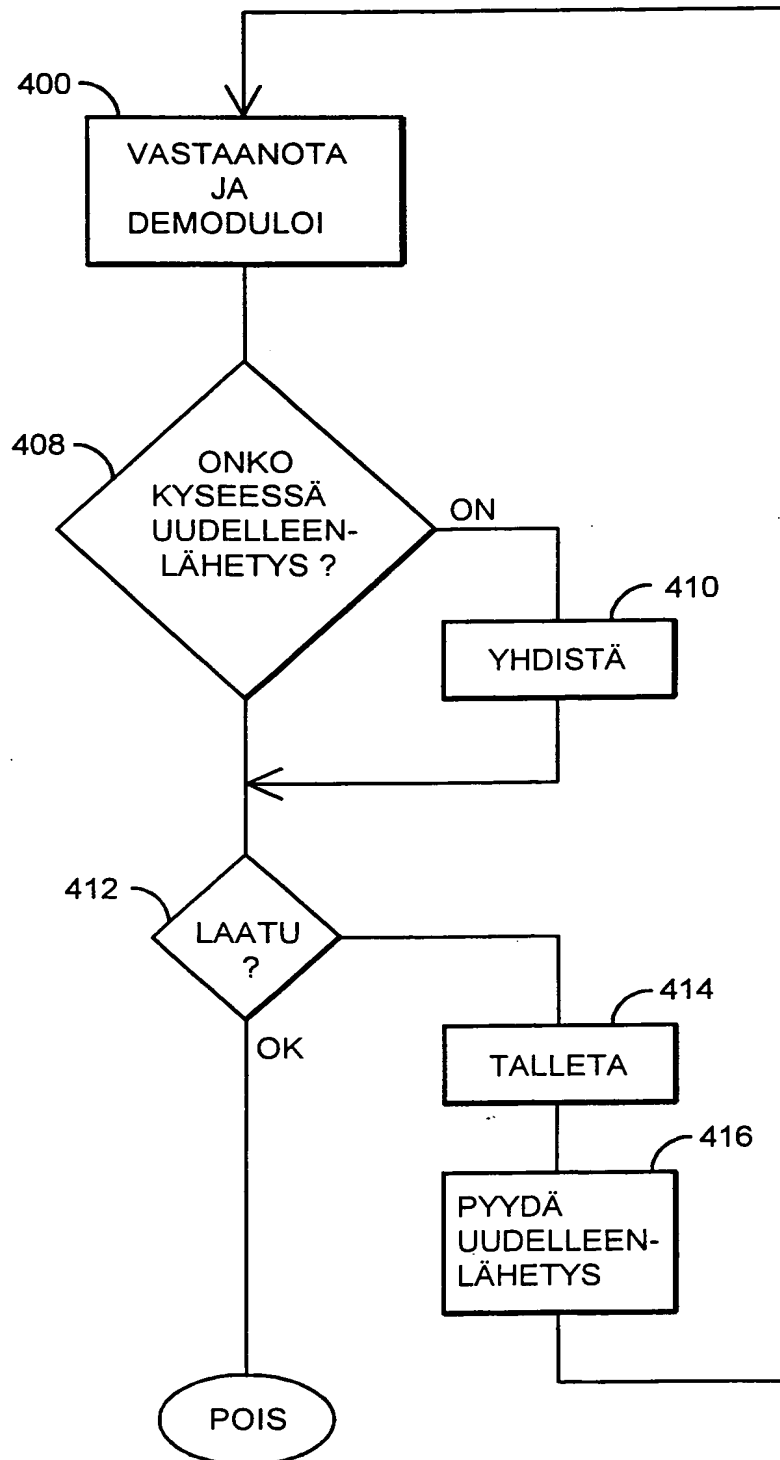 400
VASTAANOTA
JA
DEMODULOI
408
ONKO
KYSEESSÄ
UUDELLEEN-
LÄHETYS ?
ON
410
YHDISTÄ
412
LAATU
?
OK
414
TALLETA
416
PYYDÄ
UUDELLEEN-
LÄHETYS
POIS